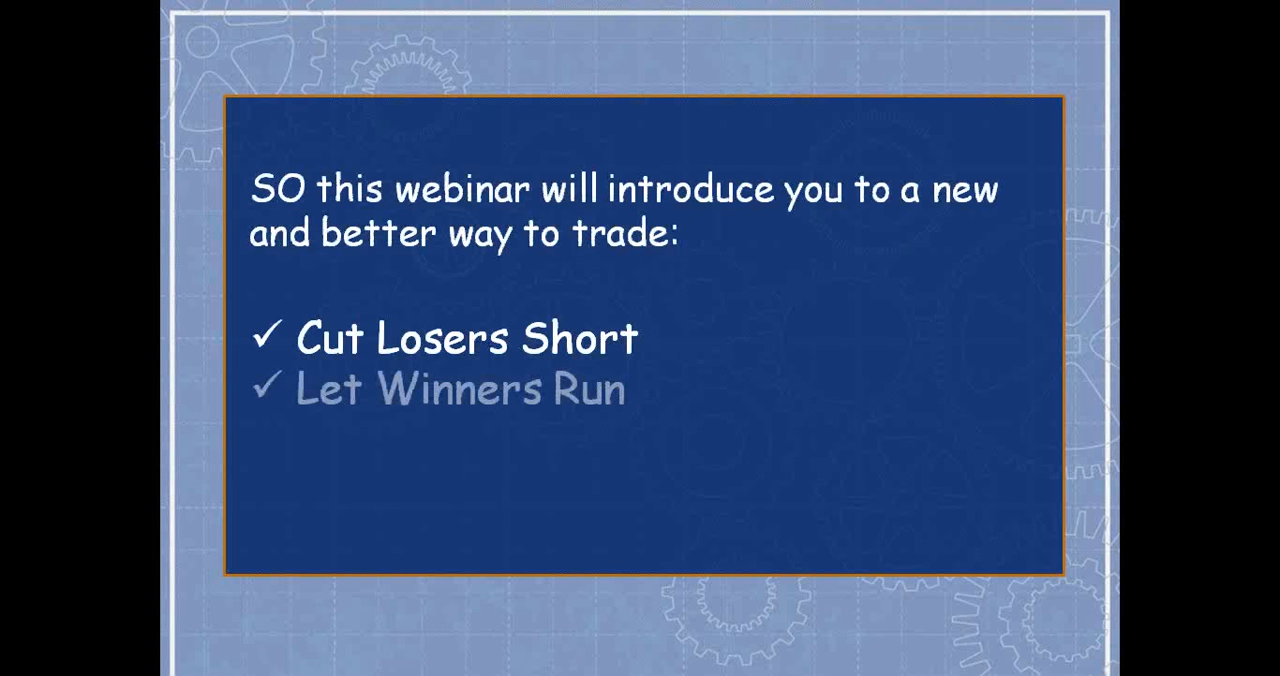 SO this webinar will introduce you to a new
and better way to trade:
✓ Cut Losers Short
✓ Let Winners Run